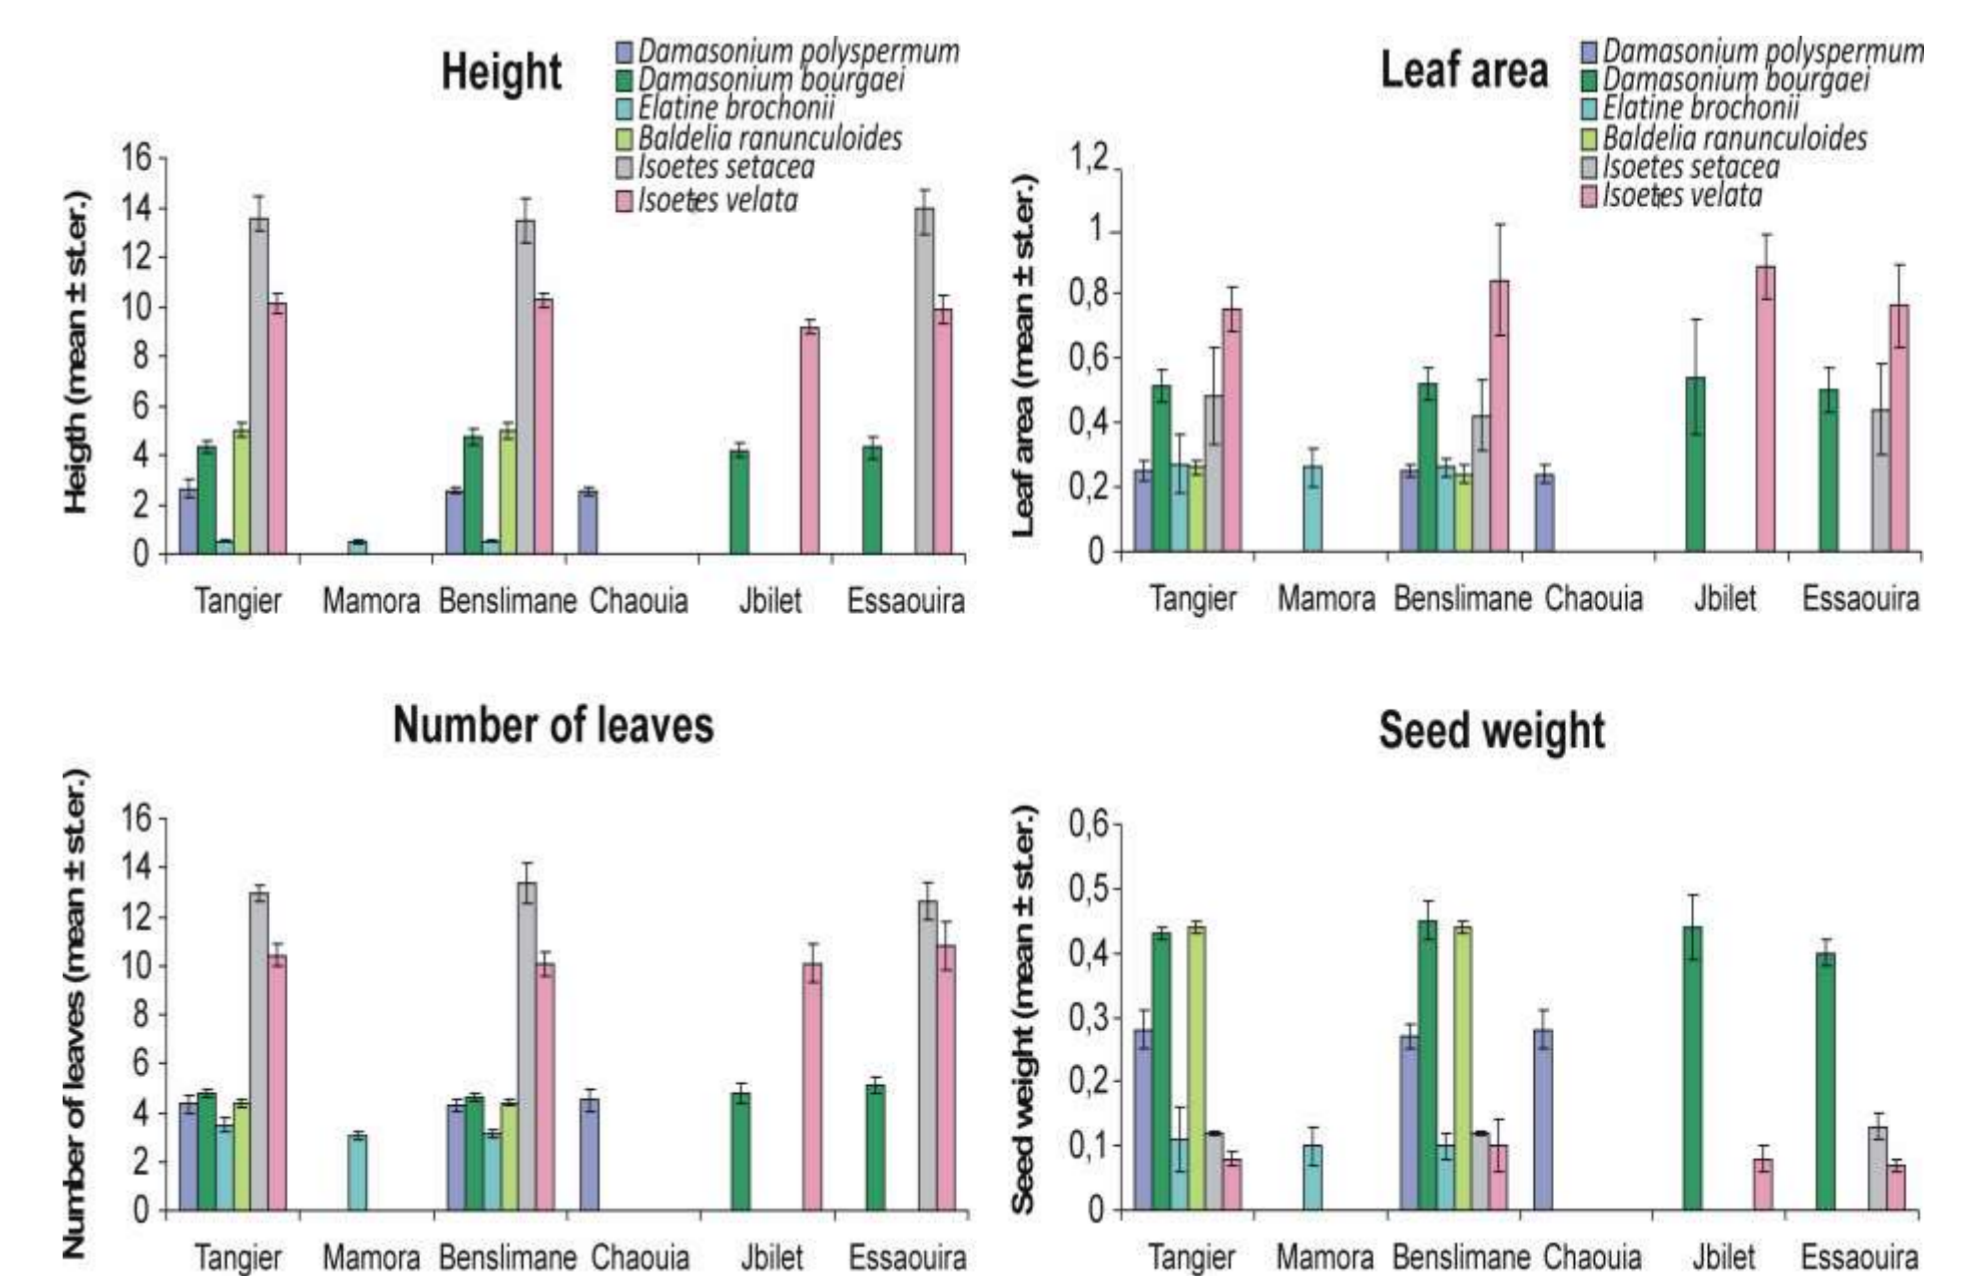 Height
Damasonium polyspermum
Damasonium bourgaei
Elatine brochonii
Baldelia ranunculoides
Isoetes setacea
Isoetes velata
Heigth (mean ± st.er.)
16
14
12
10
8
6
4
2
0
Tangier Mamora Benslimane Chaouia Jbilet Essaouira
Leaf area
Damasonium polyspermum
Damasonium bourgaei
Elatine brochonii
Baldelia ranunculoides
Isoetes setacea
Isoetes velata
Leaf area (mean ± st.er.)
1,2
1
0,8
0,6
0,4
0,2
0
Tangier Mamora Benslimane Chaouia Jbilet Essaouira
Number of leaves
Number of leaves (mean ± st.er.)
16
14
12
10
8
6
4
2
0
Tangier Mamora Benslimane Chaouia Jbilet Essaouira
Seed weight
Seed weight (mean ± st.er.)
0,6
0,5
0,4
0,3
0,2
0,1
0
Tangier Mamora Benslimane Chaouia Jbilet Essaouira